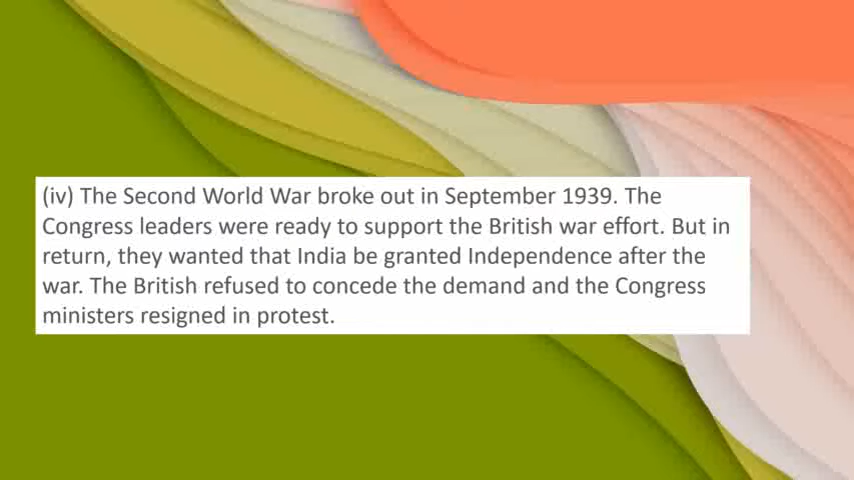 (iv) The Second World War broke out in September 1939. The
Congress leaders were ready to support the British war effort. But in
return, they wanted that India be granted Independence after the
war. The British refused to concede the demand and the Congress
ministers resigned in protest.